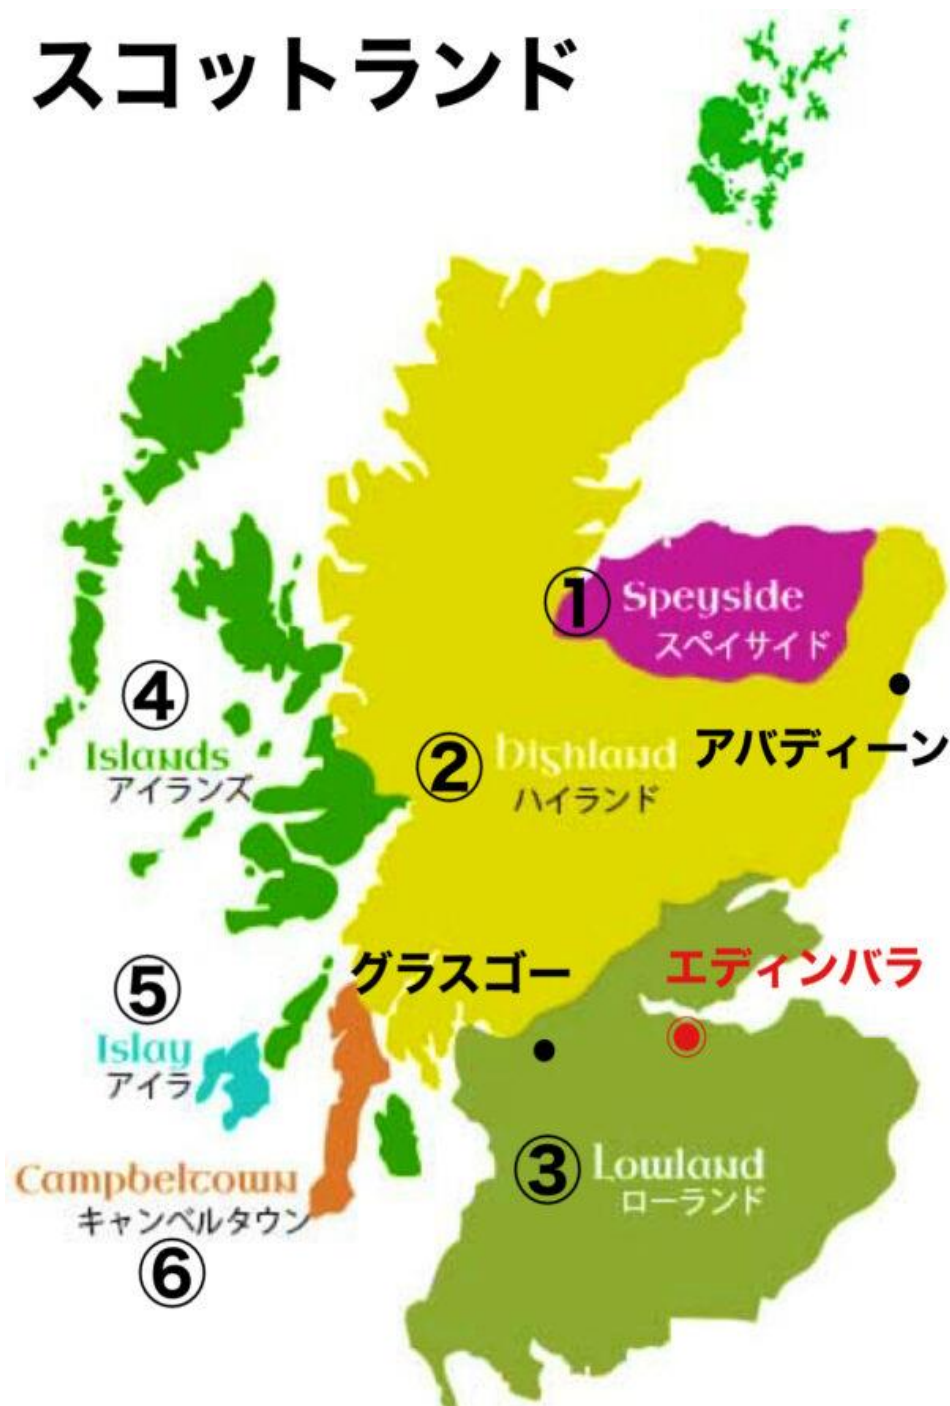 スコットランド
① Speyside
スペイサイド
④
Islands
アイランズ
② Highland
ハイランド
アバディーン
グラスゴー
エディンバラ
⑤
Islay
アイラ
③ Lowland
ローランド
Campbeltown
キャンベルタウン
⑥